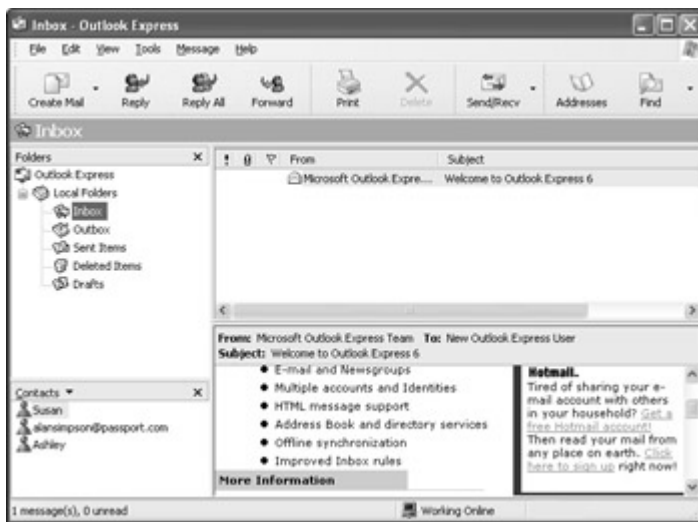 Inbox - Outlook Express
File Edit View Tools Message Help
Create Mail Reply Reply All Forward Print Delete Send/Recv Addresses Find
Inbox
Folders
Outlook Express
Local Folders
Inbox
Outbox
Sent Items
Deleted Items
Drafts
Contacts
Susan
alansimpson@passport.com
Ashley
! From Subject
Microsoft Outlook Expre... Welcome to Outlook Express 6
From: Microsoft Outlook Express Team To: New Outlook Express User
Subject: Welcome to Outlook Express 6
• E-mail and Newsgroups
• Multiple accounts and Identities
• HTML message support
• Address Book and directory services
• Offline synchronization
• Improved Inbox rules
More Information
Hotmail.
Tired of sharing your e-
mail account with others
in your household? Get a
free Hotmail account!
Then read your mail from
any place on earth. Click
here to sign up right now!
1 message(s), 0 unread
Working Online